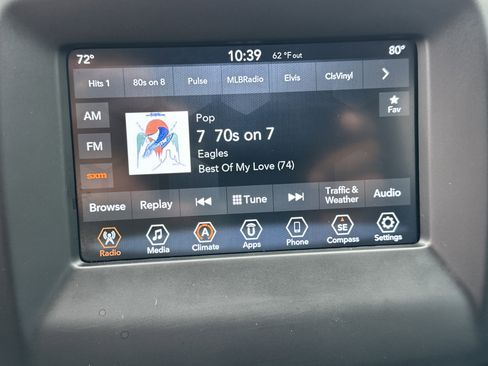 72° 10:39 62 °F out 80°
Hits 1 80s on 8 Pulse MLBRadio Elvis ClsVinyl
Fav
AM
FM
sxm
Pop
7 70s on 7
Eagles
Best Of My Love (74)
Browse Replay Tune Traffic & Weather Audio
A SE
Radio Media Climate Apps Phone Compass Settings